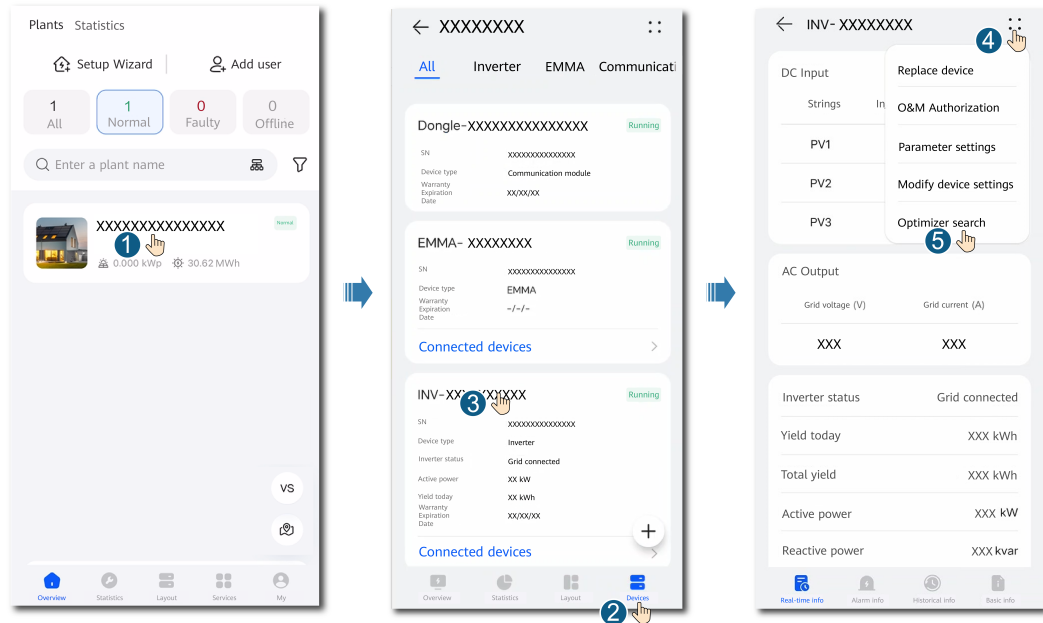 Plants Statistics
Setup Wizard Add user
1 1 0 0
All Normal Faulty Offline
Enter a plant name
XXXXXXXXXXXXXXX Normal
1
0.000 kWp 30.62 MWh
VS
Overview Statistics Layout Services My
XXXXXXXX
All Inverter EMMA Communicati
Dongle-XXXXXXXXXXXXXXX Running
SN XXXXXXXXXXXXXXX
Device type Communication module
Warranty
Expiration XX/XX/XX
Date
EMMA- XXXXXXXX Running
SN XXXXXXXXXXXXXXX
Device type EMMA
Warranty
Expiration -/-/-
Date
Connected devices
Running
3
SN XXXXXXXXXXXXXXX
Device type Inverter
Inverter status Grid connected
Active power XX kW
Yield today XX kWh
Warranty
Expiration XX/XX/XX
Date
Connected devices
Overview Statistics Layout Devices
2
INV- XXXXXXXX
4
DC Input Replace device
Strings In O&M Authorization
PV1 Parameter settings
PV2 Modify device settings
PV3 Optimizer search
5
AC Output
Grid voltage (V) Grid current (A)
XXX XXX
Inverter status Grid connected
Yield today XXX kWh
Total yield XXX kWh
Active power XXX kW
Reactive power XXX kvar
Real-time info Alarm info Historical info Basic info